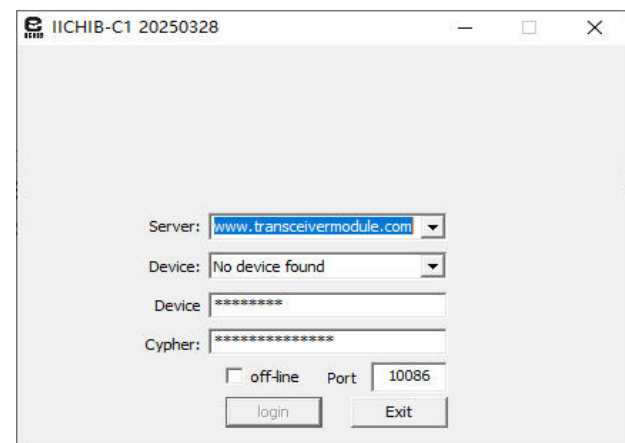 IICHIB-C1 20250328
Server: www.transceivermodule.com
Device: No device found
Device ********
Cypher: **************
off-line Port 10086
login Exit